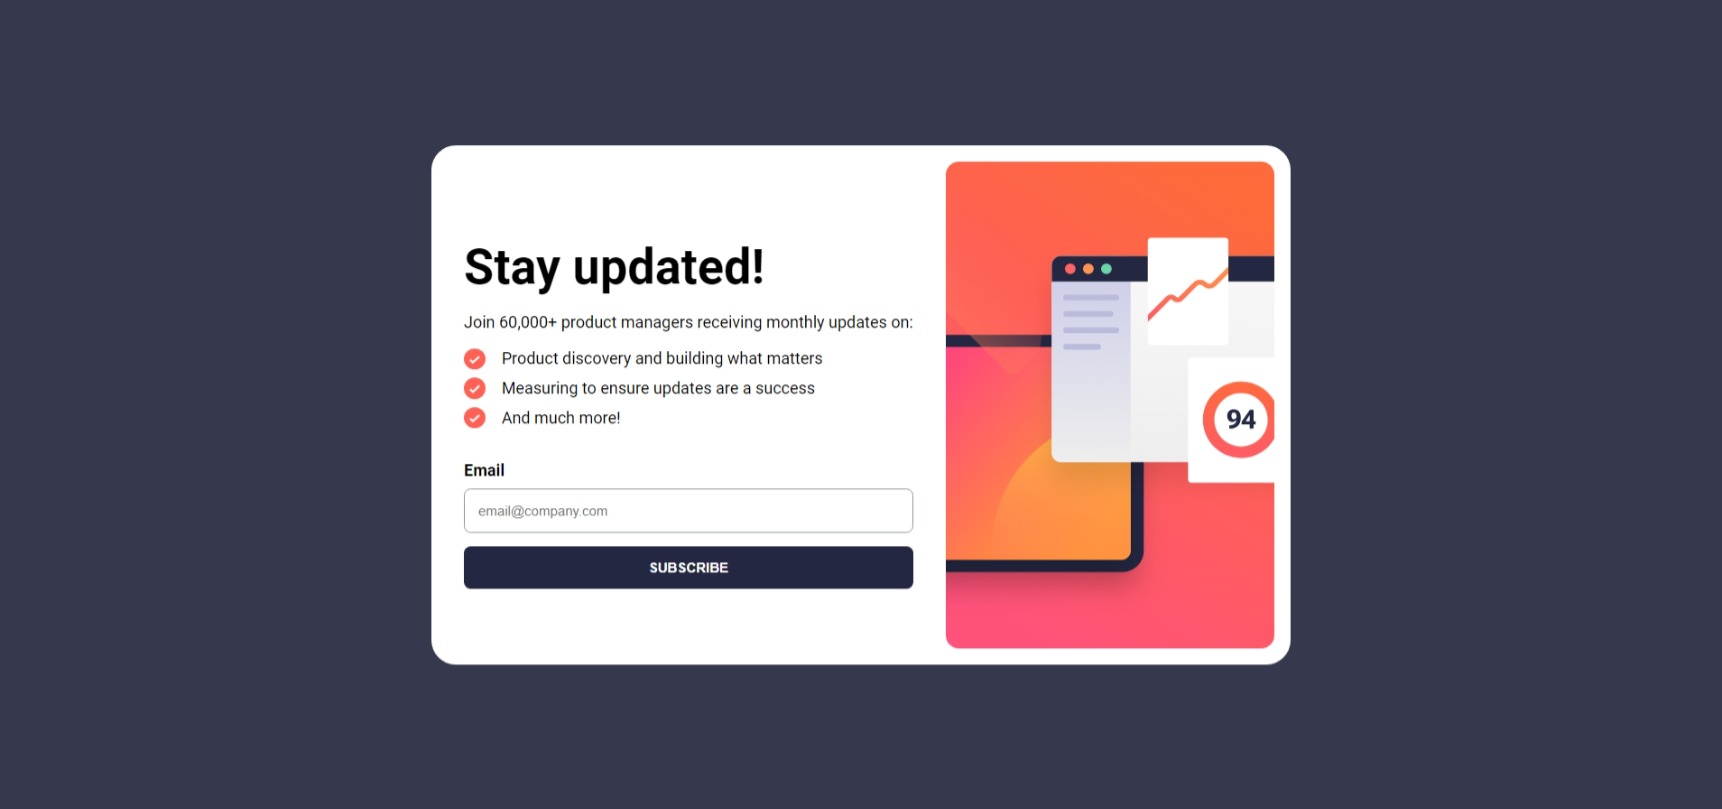 Stay updated!
Join 60,000+ product managers receiving monthly updates on:
Product discovery and building what matters
Measuring to ensure updates are a success
And much more!
Email
email@company.com
SUBSCRIBE
94